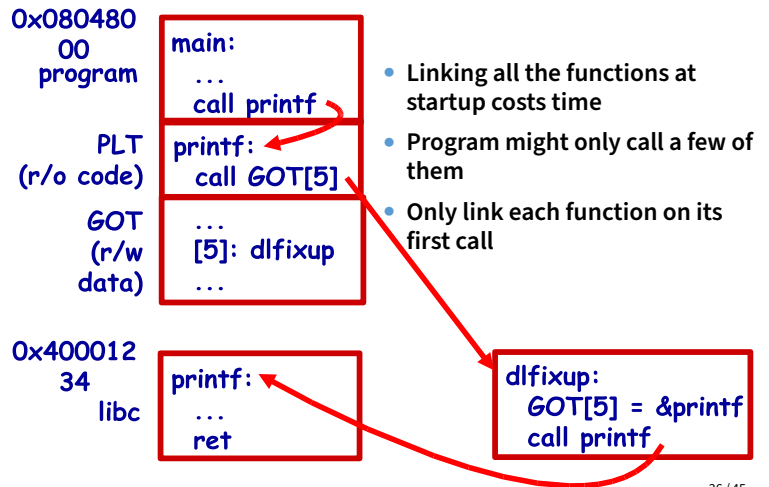 0x080480
00
program
main:
...
call printf
PLT
(r/o code)
printf:
call GOT[5]
GOT
(r/w
data)
...
[5]: dlfixup
...
• Linking all the functions at
startup costs time
• Program might only call a few of
them
• Only link each function on its
first call
0x400012
34
libc
printf:
...
ret
dlfixup:
GOT[5] = &printf
call printf